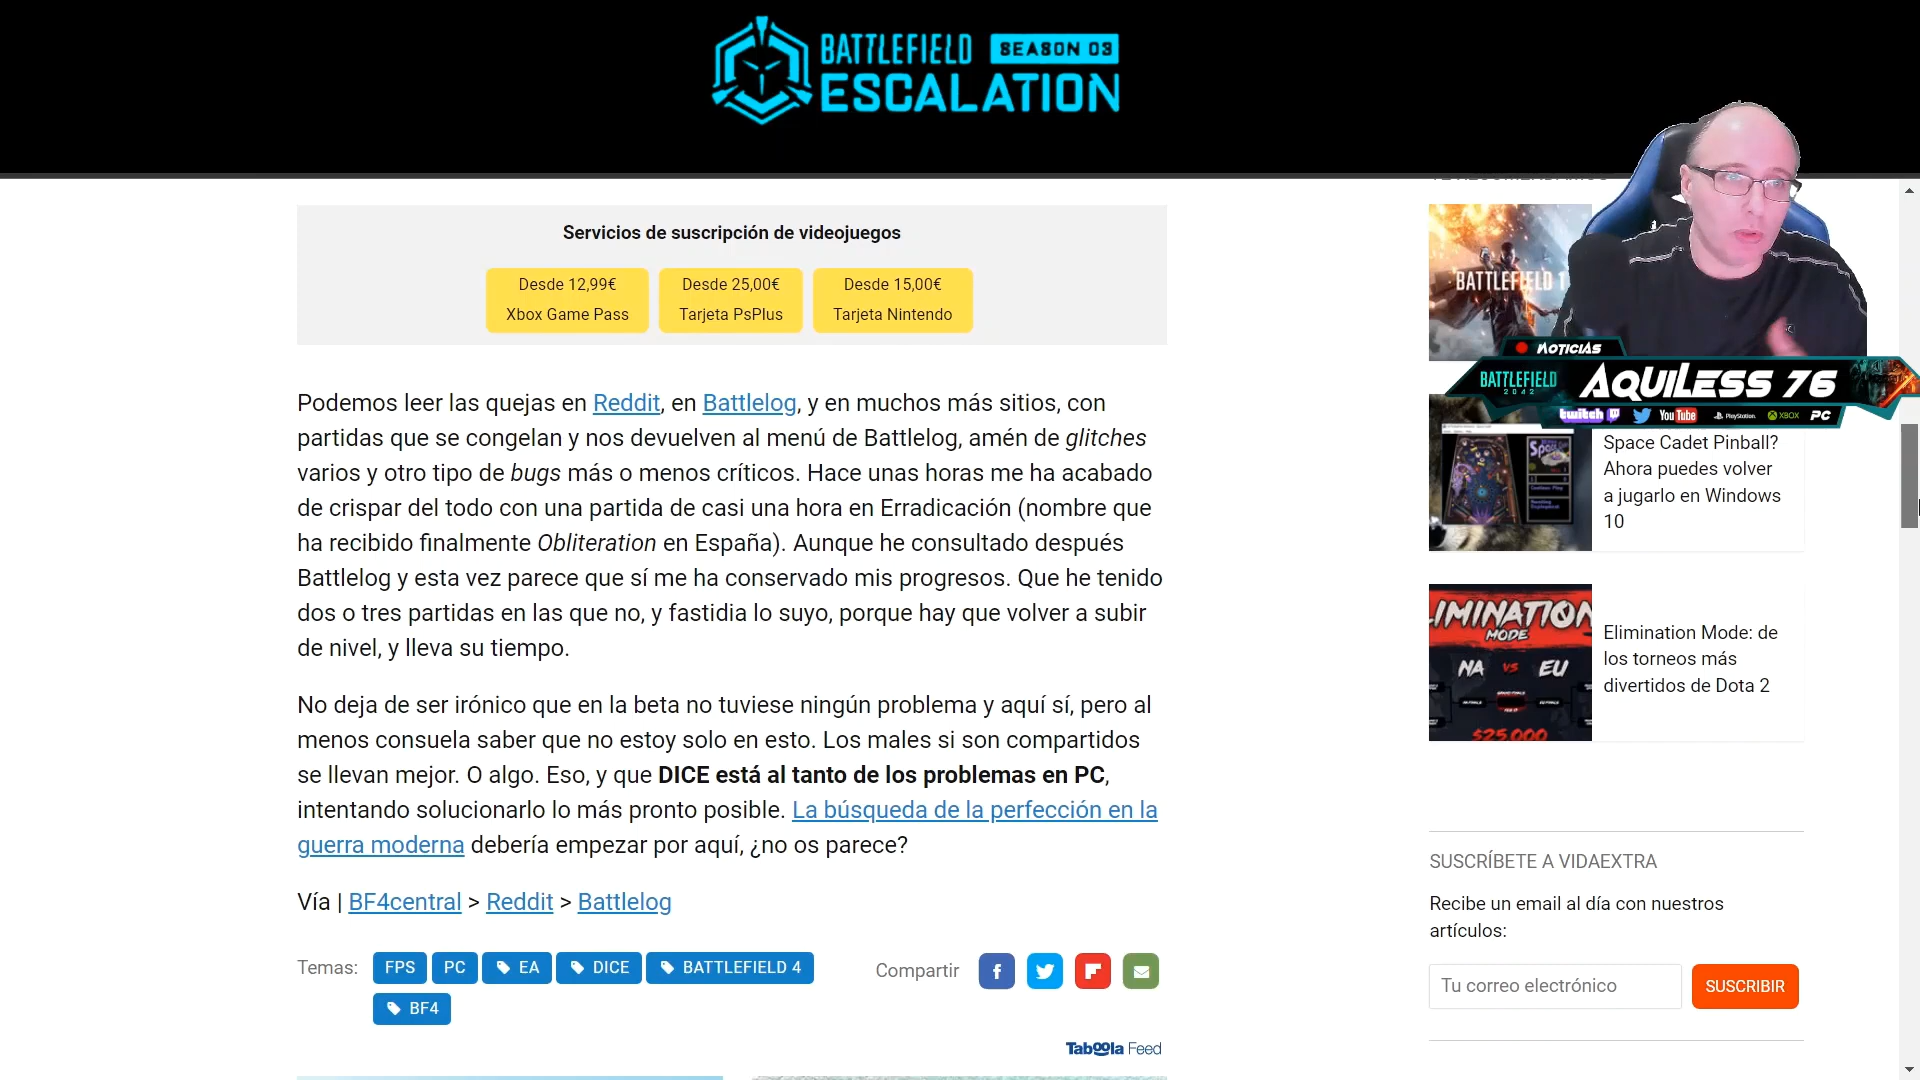 BATTLEFIELD SEASON 03
ESCALATION
Servicios de suscripción de videojuegos
Desde 12,99€
Xbox Game Pass
Desde 25,00€
Tarjeta PsPlus
Desde 15,00€
Tarjeta Nintendo
Podemos leer las quejas en Reddit, en Battlelog, y en muchos más sitios, con
partidas que se congelan y nos devuelven al menú de Battlelog, amén de glitches
varios y otro tipo de bugs más o menos críticos. Hace unas horas me ha acabado
de crispar del todo con una partida de casi una hora en Erradicación (nombre que
ha recibido finalmente Obliteration en España). Aunque he consultado después
Battlelog y esta vez parece que sí me ha conservado mis progresos. Que he tenido
dos o tres partidas en las que no, y fastidia lo suyo, porque hay que volver a subir
de nivel, y lleva su tiempo.
No deja de ser irónico que en la beta no tuviese ningún problema y aquí sí, pero al
menos consuela saber que no estoy solo en esto. Los males si son compartidos
se llevan mejor. O algo. Eso, y que DICE está al tanto de los problemas en PC,
intentando solucionarlo lo más pronto posible. La búsqueda de la perfección en la
guerra moderna debería empezar por aquí, ¿no os parece?
Vía | BF4central > Reddit > Battlelog
Temas: FPS PC EA DICE BATTLEFIELD 4
BF4
Compartir
Taboola Feed
BATTLEFIELD 1
NOTICIAS
BATTLEFIELD
2042
AQUILESS 76
twitch YouTube PlayStation XBOX PC
Space Cadet Pinball?
Ahora puedes volver
a jugarlo en Windows
10
LIMINATION
MODE
NA VS EU
$25.000
Elimination Mode: de
los torneos más
divertidos de Dota 2
SUSCRÍBETE A VIDAEXTRA
Recibe un email al día con nuestros
artículos:
Tu correo electrónico
SUSCRIBIR